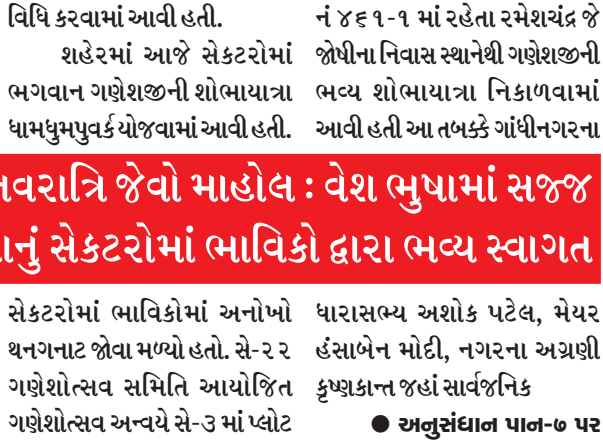 વિધિ કરવામાં આવી હતી.
શહેરમાં આજે સેકટરોમાં
ભગવાન ગણેશજીની શોભાયાત્રા
ધામધુમપુવર્ક યોજવામાં આવી હતી.
નં ૪૬૧-૧ માં રહેતા રમેશચંદ્ર જે
જોષીના નિવાસ સ્થાનેથી ગણેશજીની
ભવ્ય શોભાયાત્રા નિકાળવામાં
આવી હતી આ તબક્કે ગાંધીનગરના
નવરાત્રિ જેવો માહોલ : વેશ ભુષામાં સજ્જ
સેકટરોમાં ભાવિકો દ્વારા ભવ્ય સ્વાગત
સેકટરોમાં ભાવિકોમાં અનોખો
થનગનાટ જોવા મળ્યો હતો. સે-૨૨
ગણેશોત્સવ સમિતિ આયોજિત
ગણેશોત્સવ અન્વયે સે-૩ માં પ્લોટ
ધારાસભ્ય અશોક પટેલ, મેયર
હંસાબેન મોદી, નગરના અગ્રણી
કૃષ્ણકાન્ત જહાં સાર્વજનિક
● અનુસંધાન પાન-૭ પર